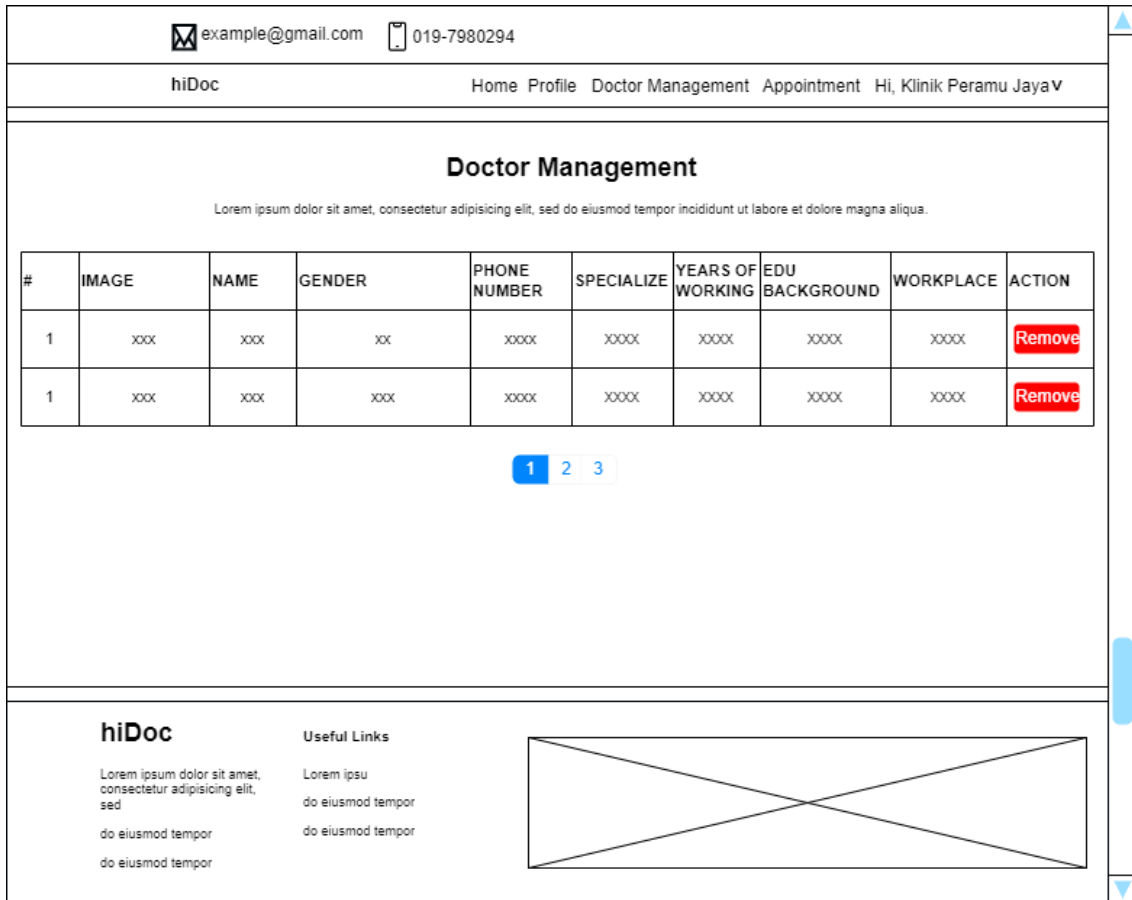 example@gmail.com 019-7980294
hiDoc Home Profile Doctor Management Appointment Hi, Klinik Peramu Jaya v
Doctor Management
Lorem ipsum dolor sit amet, consectetur adipisicing elit, sed do eiusmod tempor incididunt ut labore et dolore magna aliqua.
# IMAGE NAME GENDER PHONE NUMBER SPECIALIZE YEARS OF WORKING EDU BACKGROUND WORKPLACE ACTION
1 xxx xxx xx xxxx XXXX XXXX XXXX XXXX Remove
1 xxx xxx xxx xxxx XXXX XXXX XXXX XXXX Remove
1 2 3
hiDoc
Lorem ipsum dolor sit amet,
consectetur adipisicing elit,
sed
do eiusmod tempor
do eiusmod tempor
Useful Links
Lorem ipsu
do eiusmod tempor
do eiusmod tempor